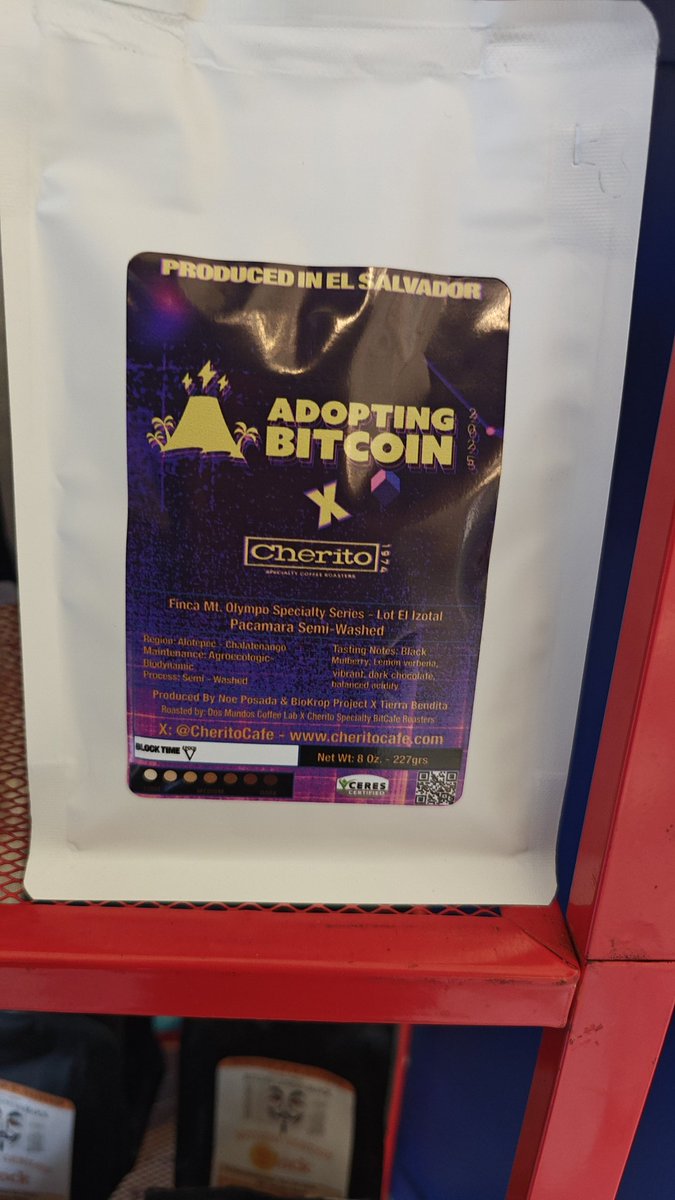 PRODUCED IN EL SALVADOR
ADOPTING
BITCOIN
2025
X
Cherito
1974
SPECIALTY COFFEE ROASTERS
Finca Mt. Olympo Specialty Series - Lot El Izotal
Pacamara Semi-Washed
Region: Alotepec - Chalatenango
Maintenance: Agroecologic-
Biodynamic
Process: Semi - Washed
Tasting Notes: Black
Mulberry, Lemon verbena,
vibrant, dark chocolate,
balanced acidity
Produced By Noe Posada & BioKrop Project X Tierra Bendita
Roasted by: Dos Mundos Coffee Lab X Cherito Specialty BitCafe Roasters
X: @CheritoCafe - www.cheritocafe.com
BLOCK TIME
Net Wt: 8 Oz. - 227grs
MEDIUM
DARK
CERES
CERTIFIED